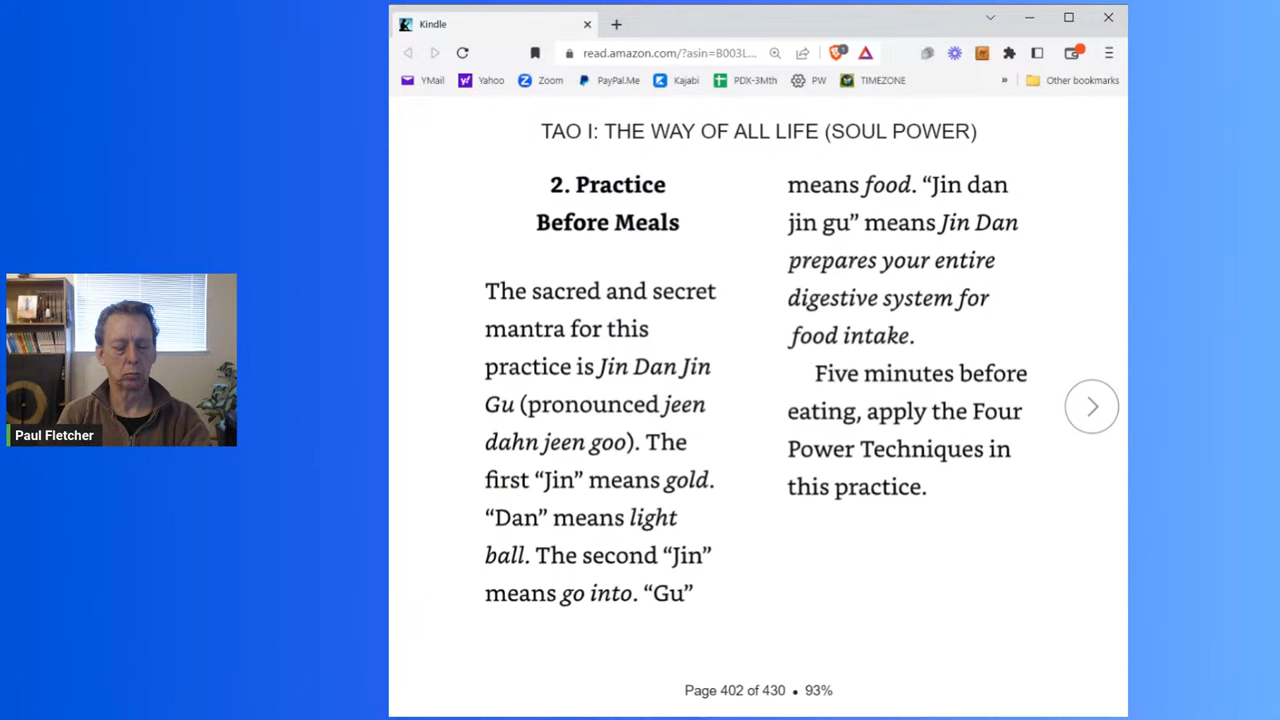 Kindle
read.amazon.com/?asin=B003L...
YMail
Yahoo
Zoom
PayPal.Me
Kajabi
PDX-3Mth
PW
TIMEZONE
»
Other bookmarks
TAO I: THE WAY OF ALL LIFE (SOUL POWER)
2. Practice
Before Meals
The sacred and secret
mantra for this
practice is Jin Dan Jin
Gu (pronounced jeen
dahn jeen goo). The
first “Jin” means gold.
“Dan” means light
ball. The second “Jin”
means go into. “Gu”
means food. “Jin dan
jin gu” means Jin Dan
prepares your entire
digestive system for
food intake.
Five minutes before
eating, apply the Four
Power Techniques in
this practice.
Page 402 of 430 • 93%
Paul Fletcher